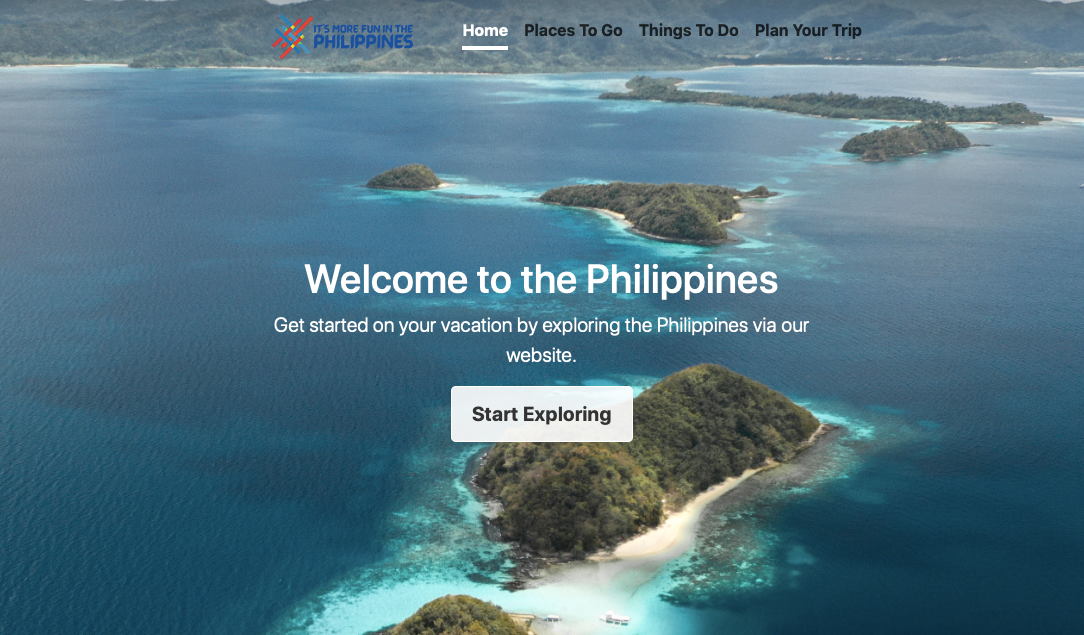 IT'S MORE FUN IN THE
PHILIPPINES
Home Places To Go Things To Do Plan Your Trip
Welcome to the Philippines
Get started on your vacation by exploring the Philippines via our
website.
Start Exploring